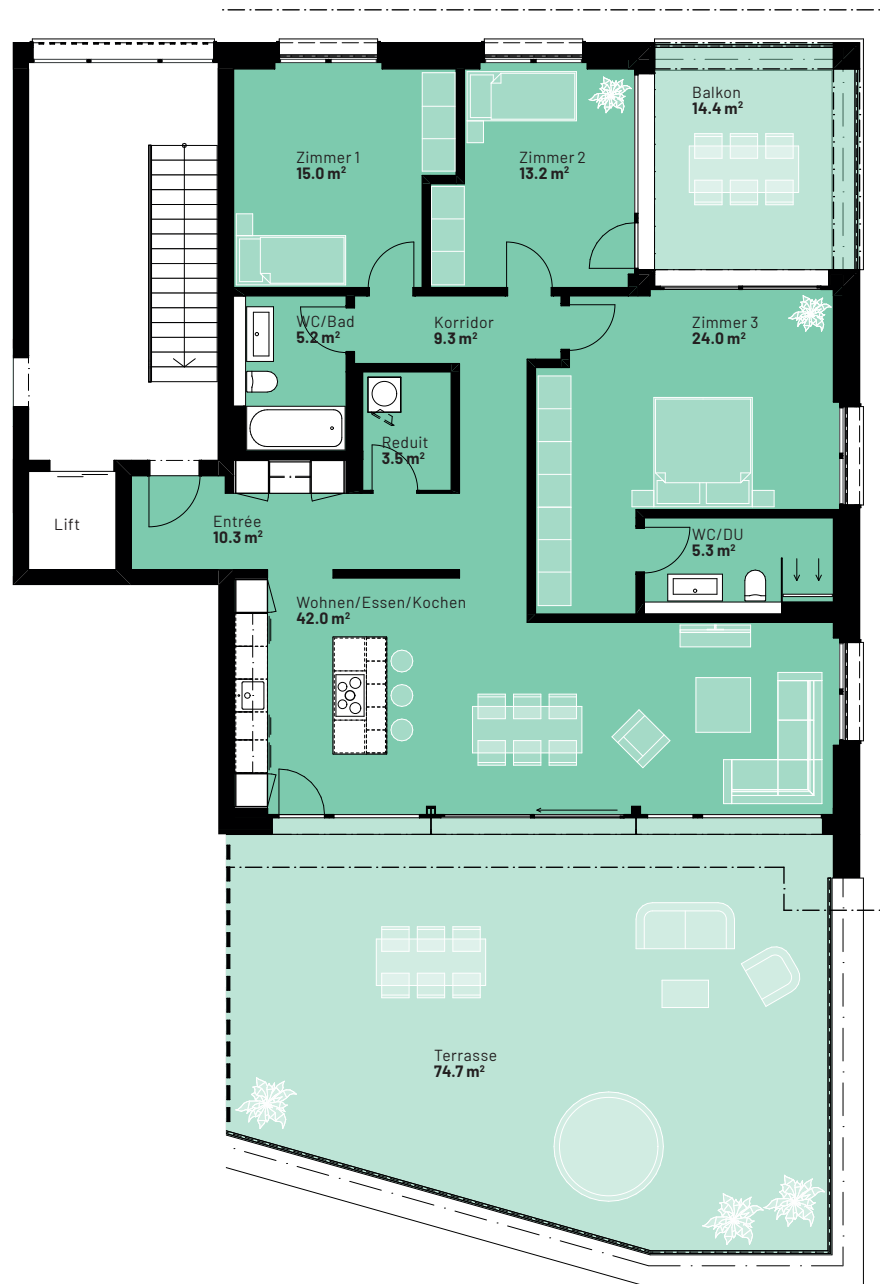 Balkon
14.4 m²
Zimmer 1
15.0 m²
Zimmer 2
13.2 m²
WC/Bad
5.2 m²
Korridor
9.3 m²
Zimmer 3
24.0 m²
Reduit
3.5 m²
Lift
Entrée
10.3 m²
WC/DU
5.3 m²
Wohnen/Essen/Kochen
42.0 m²
Terrasse
74.7 m²